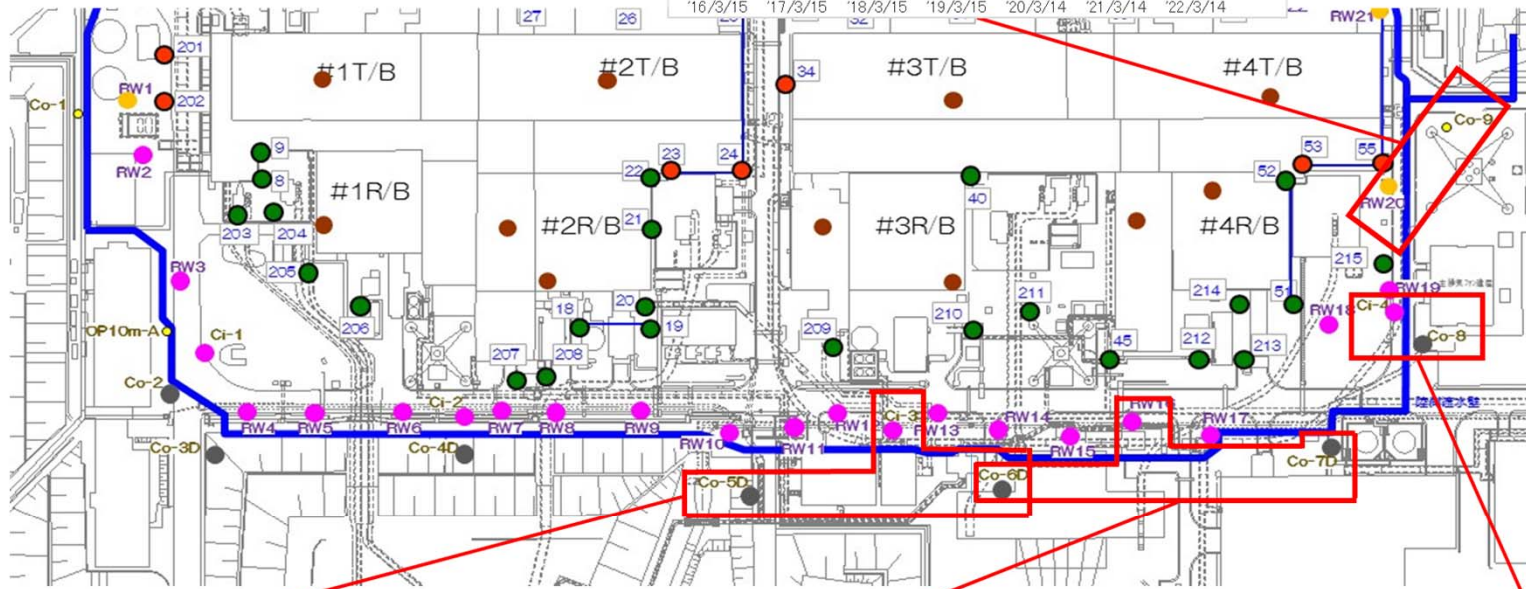 '16/3/15 '17/3/15 '18/3/15 '19/3/15 '20/3/14 '21/3/14 '22/3/14
27 26
RW21
201
#1T/B #2T/B #3T/B #4T/B
34
RW1
202
Co-1
Co-9
9
RW2
8
22 23 24
40
52 53 55
#1R/B
RW20
203 204
21
#2R/B #3R/B #4R/B
215
RW3
205
RW19
206
20
18 19
211
214 51
Ci-4
RW18
OP10m-A
Ci-1
210
Co-8
209
45 212 213
207 208
Co-2
Ci-2
Ci-3
RW4 RW5 RW6 RW7 RW8 RW9
RW10 RW11 RW13 RW14 RW15 RW17
Co-3D Co-4D
Co-5D Co-6D Co-7D